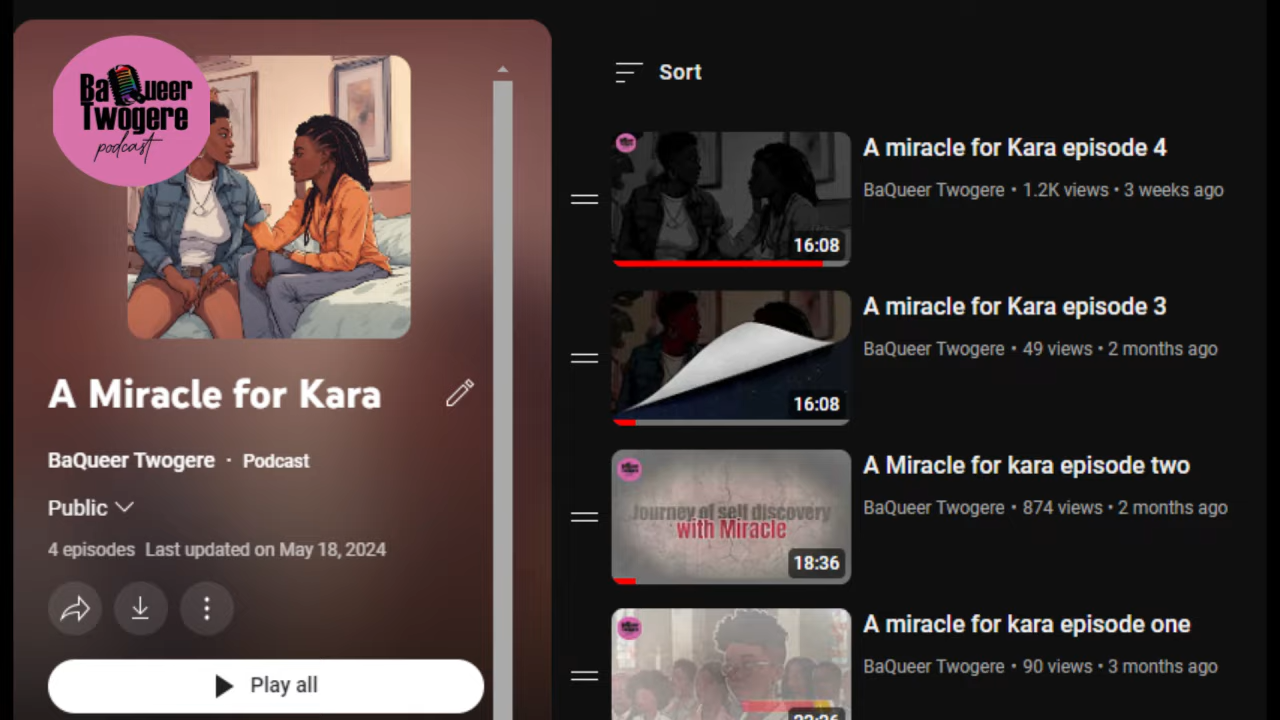 BaQueer
Twogere
podcast
A Miracle for Kara
BaQueer Twogere · Podcast
Public
4 episodes Last updated on May 18, 2024
Play all
Sort
16:08
A miracle for Kara episode 4
BaQueer Twogere • 1.2K views • 3 weeks ago
16:08
A miracle for Kara episode 3
BaQueer Twogere • 49 views • 2 months ago
Journey of self discovery
with Miracle
18:36
A Miracle for kara episode two
BaQueer Twogere • 874 views • 2 months ago
A miracle for kara episode one
BaQueer Twogere • 90 views • 3 months ago